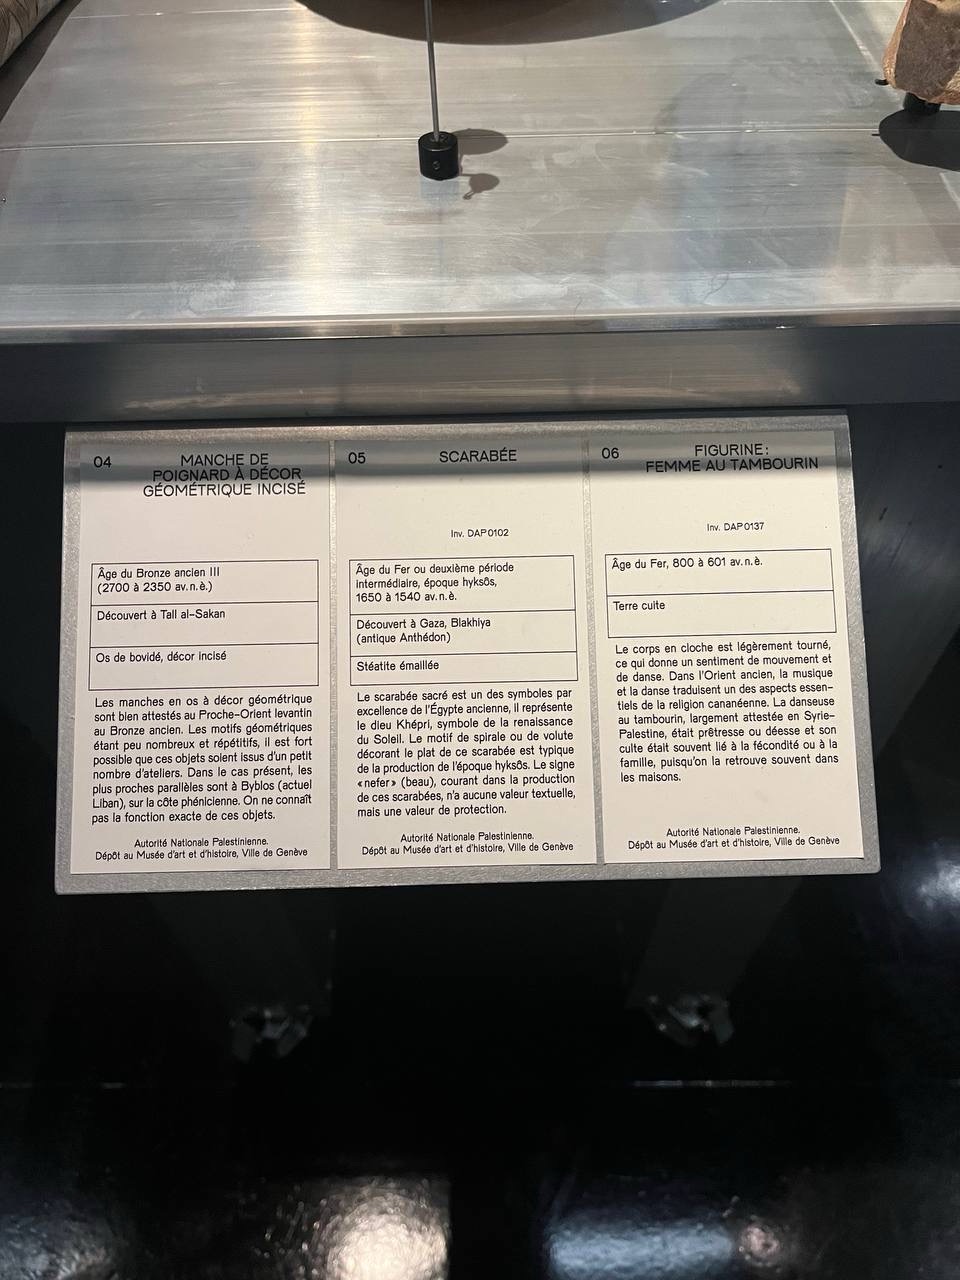 04
MANCHE DE
POIGNARD À DÉCOR
GÉOMÉTRIQUE INCISÉ
Âge du Bronze ancien III
(2700 à 2350 av.n.è.)
Découvert à Tall al-Sakan
Os de bovidé, décor incisé
Les manches en os à décor géométrique
sont bien attestés au Proche-Orient levantin
au Bronze ancien. Les motifs géométriques
étant peu nombreux et répétitifs, il est fort
possible que ces objets soient issus d'un petit
nombre d'ateliers. Dans le cas présent, les
plus proches parallèles sont à Byblos (actuel
Liban), sur la côte phénicienne. On ne connaît
pas la fonction exacte de ces objets.
Autorité Nationale Palestinienne.
Dépôt au Musée d'art et d'histoire, Ville de Genève
05
SCARABÉE
Inv. DAP0102
Âge du Fer ou deuxième période
intermédiaire, époque hyksôs,
1650 à 1540 av.n.è.
Découvert à Gaza, Blakhiya
(antique Anthédon)
Stéatite émaillée
Le scarabée sacré est un des symboles par
excellence de l'Égypte ancienne, il représente
le dieu Khépri, symbole de la renaissance
du Soleil. Le motif de spirale ou de volute
décorant le plat de ce scarabée est typique
de la production de l'époque hyksôs. Le signe
«nefer» (beau), courant dans la production
de ces scarabées, n'a aucune valeur textuelle,
mais une valeur de protection.
Autorité Nationale Palestinienne.
Dépôt au Musée d'art et d'histoire, Ville de Genève
06
FIGURINE:
FEMME AU TAMBOURIN
Inv. DAP0137
Âge du Fer, 800 à 601 av.n.è.
Terre cuite
Le corps en cloche est légèrement tourné,
ce qui donne un sentiment de mouvement et
de danse. Dans l'Orient ancien, la musique
et la danse traduisent un des aspects essen-
tiels de la religion cananéenne. La danseuse
au tambourin, largement attestée en Syrie-
Palestine, était prêtresse ou déesse et son
culte était souvent lié à la fécondité ou à la
famille, puisqu'on la retrouve souvent dans
les maisons.
Autorité Nationale Palestinienne.
Dépôt au Musée d'art et d'histoire, Ville de Genève